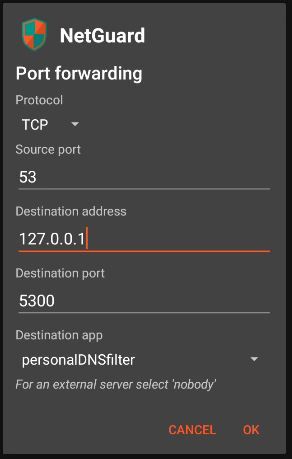 NetGuard
Port forwarding
Protocol
TCP
Source port
53
Destination address
127.0.0.1
Destination port
5300
Destination app
personalDNSfilter
For an external server select 'nobody'
CANCEL OK